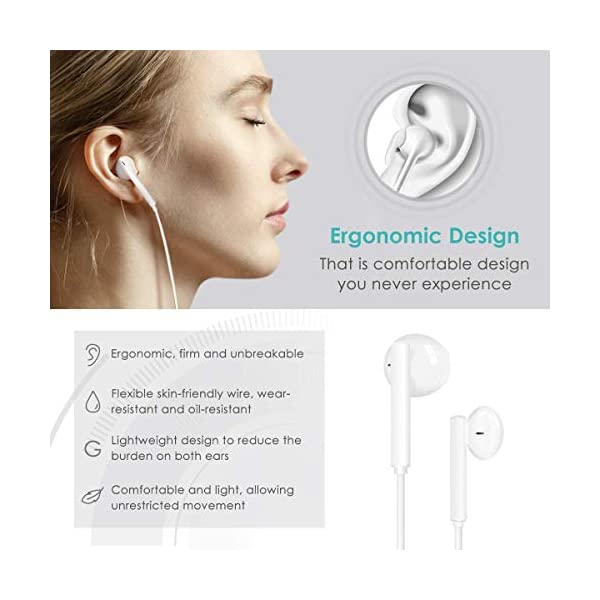 Ergonomic Design
That is comfortable design
you never experience
Ergonomic, firm and unbreakable
Flexible skin-friendly wire, wear-
resistant and oil-resistant
Lightweight design to reduce the
burden on both ears
Comfortable and light, allowing
unrestricted movement